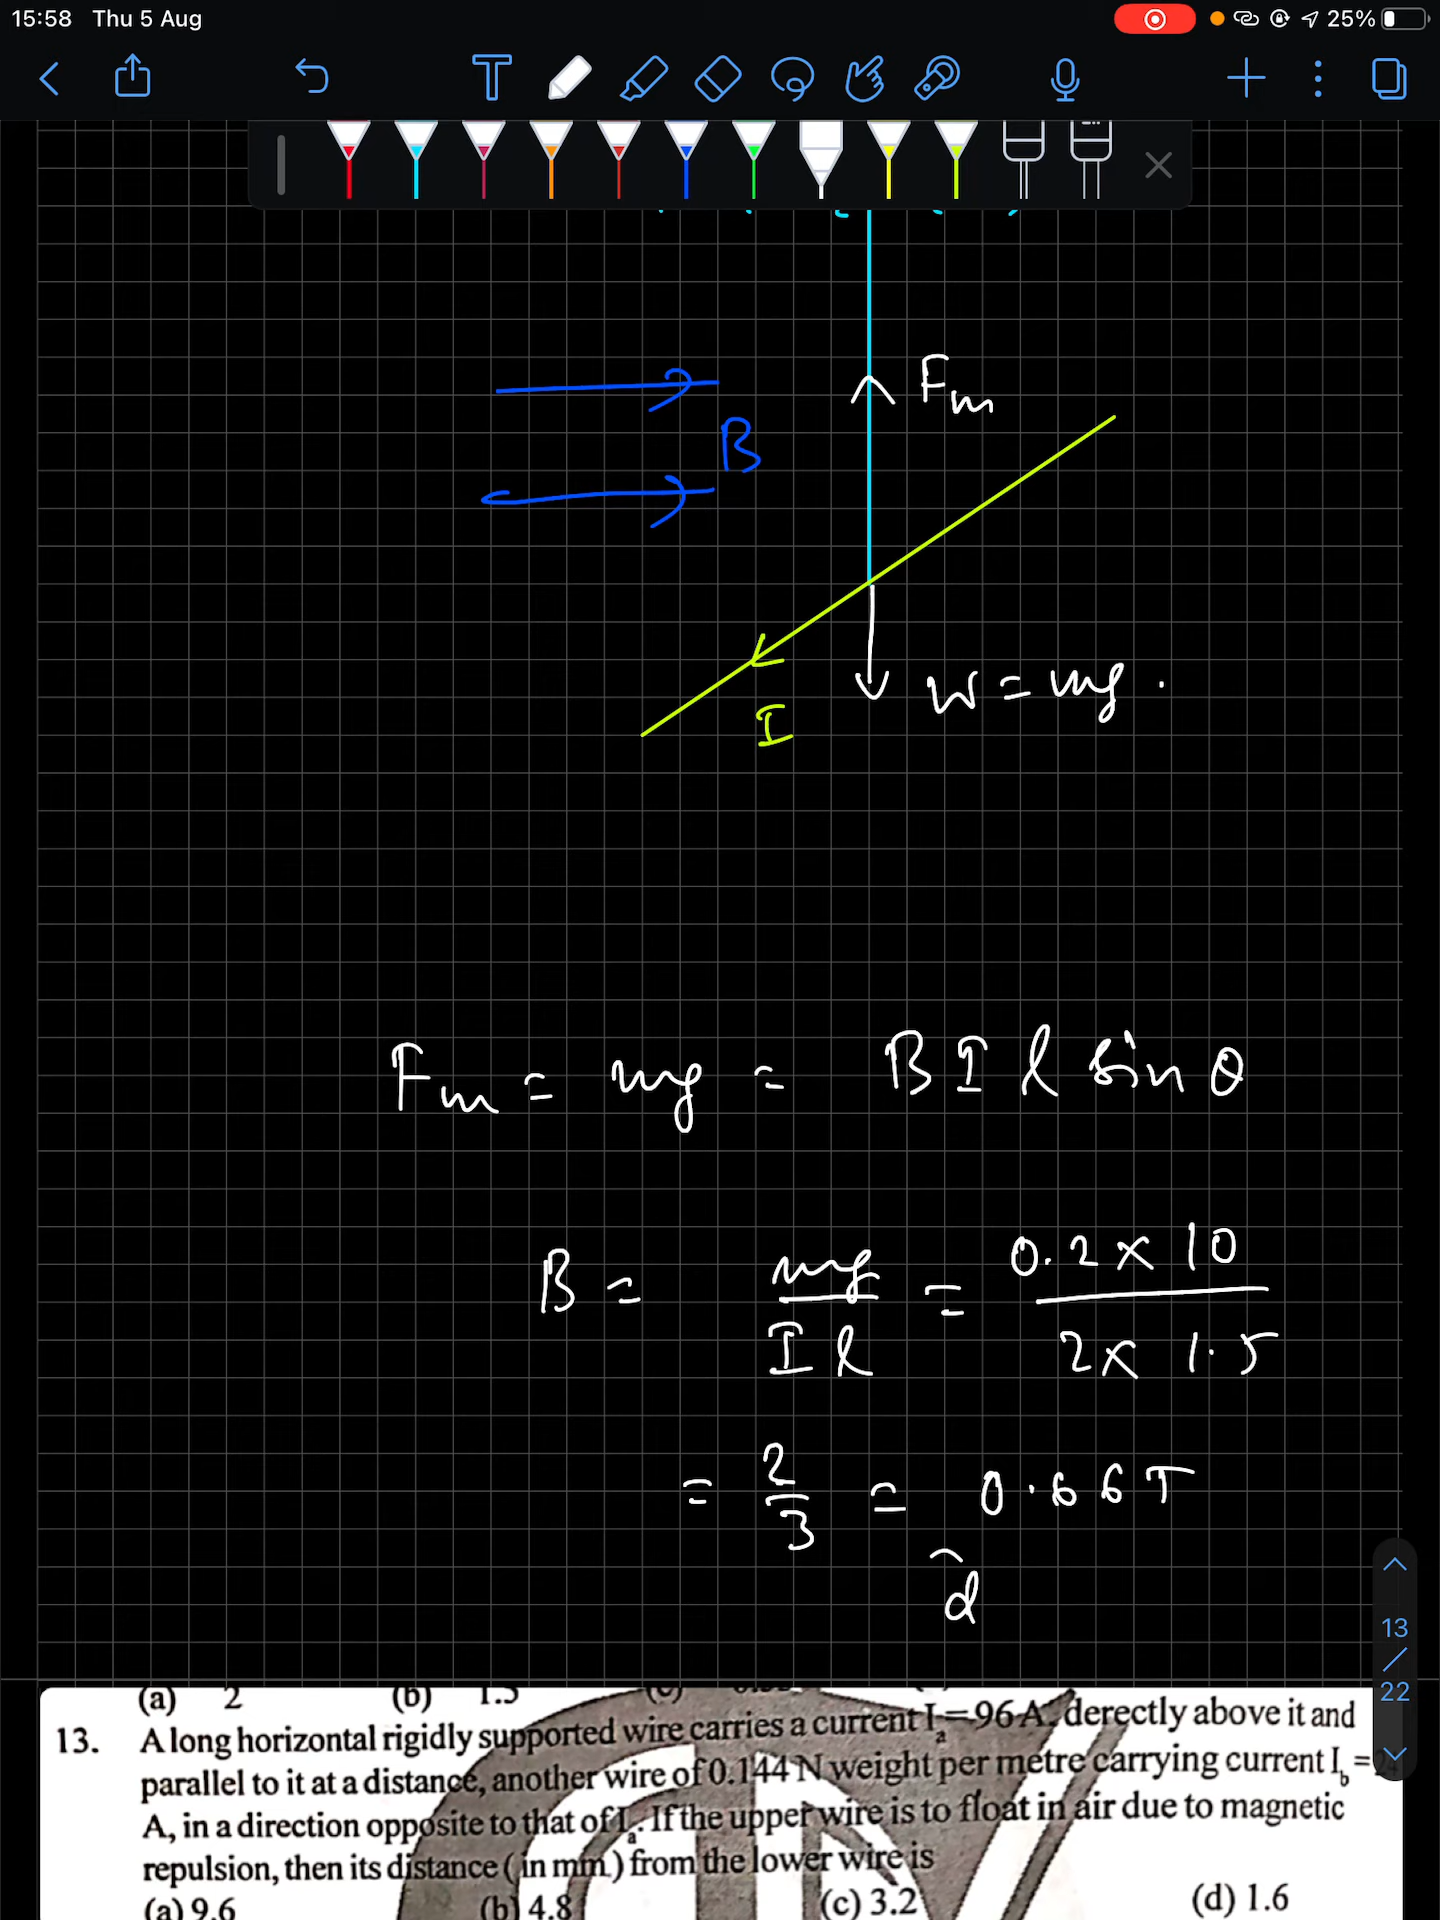 15:58 Thu 5 Aug
25%
T
Fm
B
W = mg .
I
Fm = mg = B I l sin θ
B = mg / I l = 0.2 x 10 / 2 x 1.5
= 2 / 3 = 0.66 T
d
13
/
22
(a) 2 (b) 1.5 (c)
13. A long horizontal rigidly supported wire carries a current Ia=96 A. derectly above it and
parallel to it at a distance, another wire of 0.144 N weight per metre carrying current Ib =
A, in a direction opposite to that of Ia. If the upper wire is to float in air due to magnetic
repulsion, then its distance ( in mm.) from the lower wire is
(a) 9.6 (b) 4.8 (c) 3.2 (d) 1.6